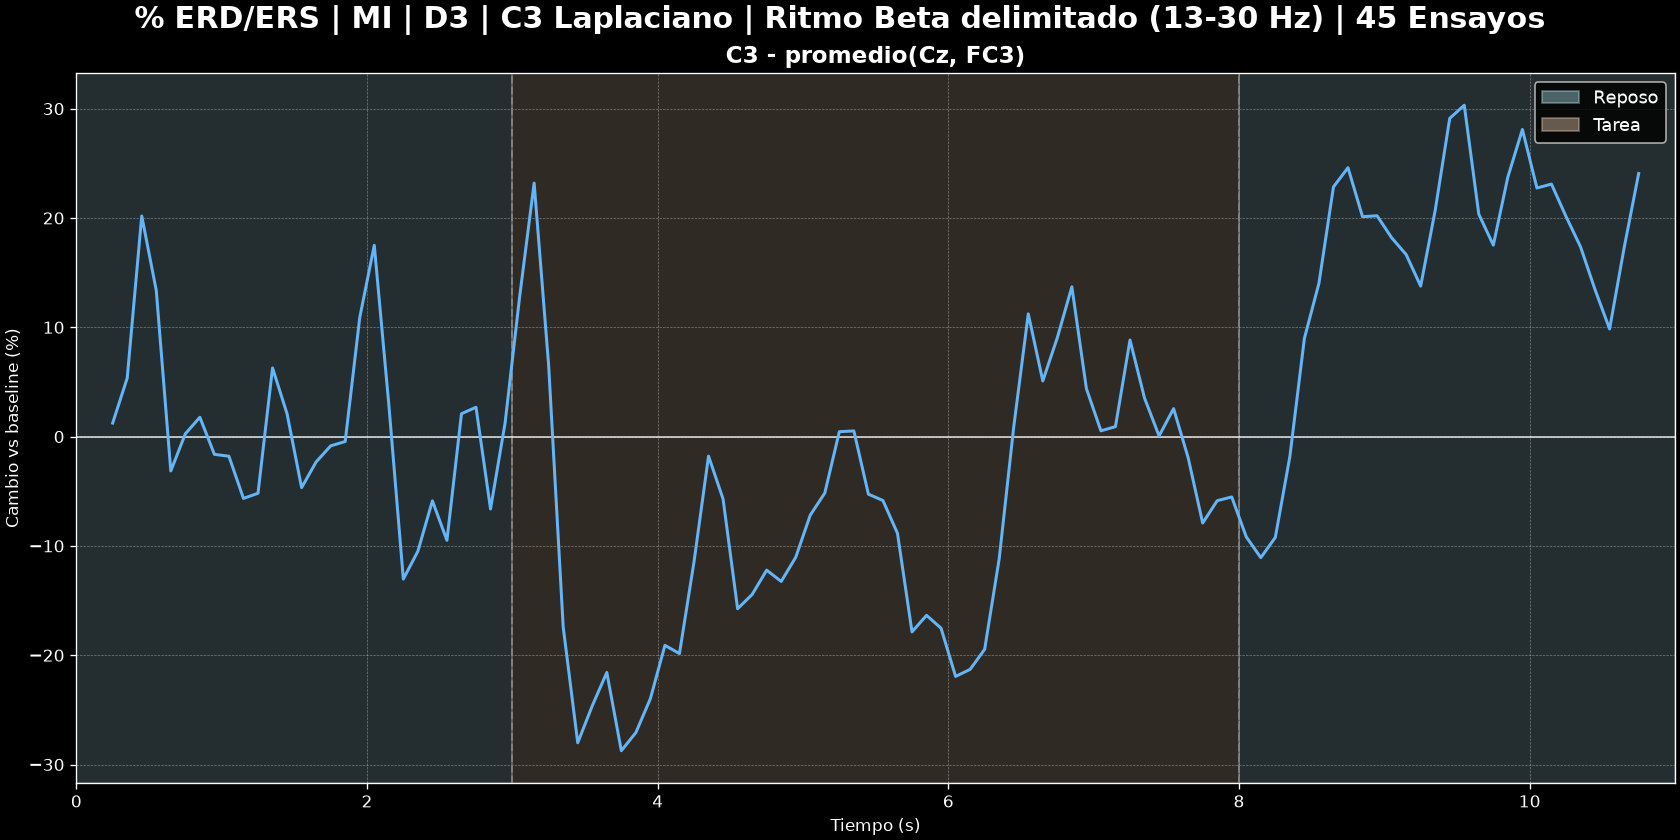 % ERD/ERS | MI | D3 | C3 Laplaciano | Ritmo Beta delimitado (13-30 Hz) | 45 Ensayos
C3 - promedio(Cz, FC3)
Reposo
Tarea
Cambio vs baseline (%)
30
20
10
0
−10
−20
−30
0
2
4
6
8
10
Tiempo (s)